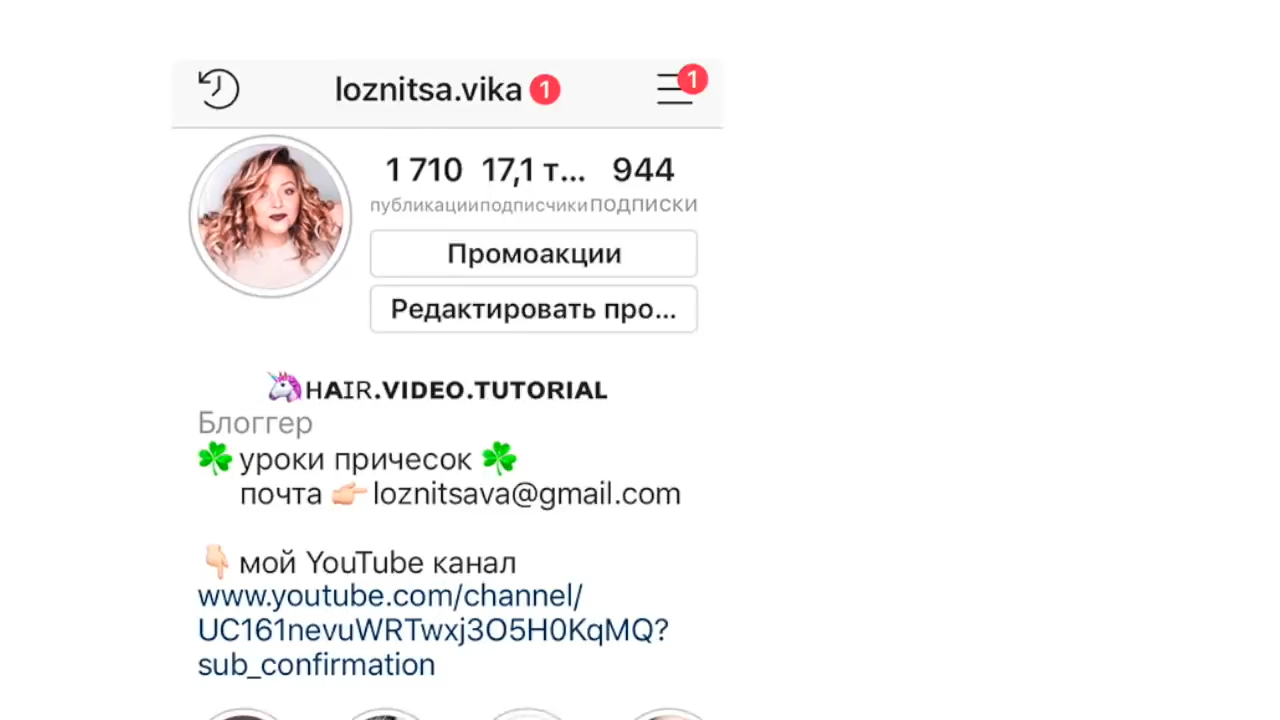 loznitsa.vika 1 1
1 710 17,1 т... 944
публикации подписчики подписки
Промоакции
Редактировать про...
🦄HAIR.VIDEO.TUTORIAL
Блоггер
☘️ уроки причесок ☘️
почта 👉🏻 loznitsava@gmail.com
👇🏻 мой YouTube канал
www.youtube.com/channel/
UC161nevuWRTwxj3O5H0KqMQ?
sub_confirmation